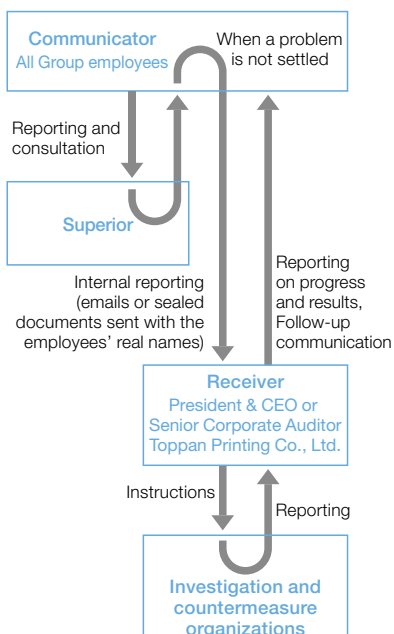 Communicator
All Group employees
When a problem
is not settled
Reporting and
consultation
Superior
Internal reporting
(emails or sealed
documents sent with the
employees’ real names)
Reporting
on progress
and results,
Follow-up
communication
Receiver
President & CEO or
Senior Corporate Auditor
Toppan Printing Co., Ltd.
Instructions
Reporting
Investigation and
countermeasure
organizations